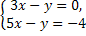 3x − y = 0,
5x − y = −4